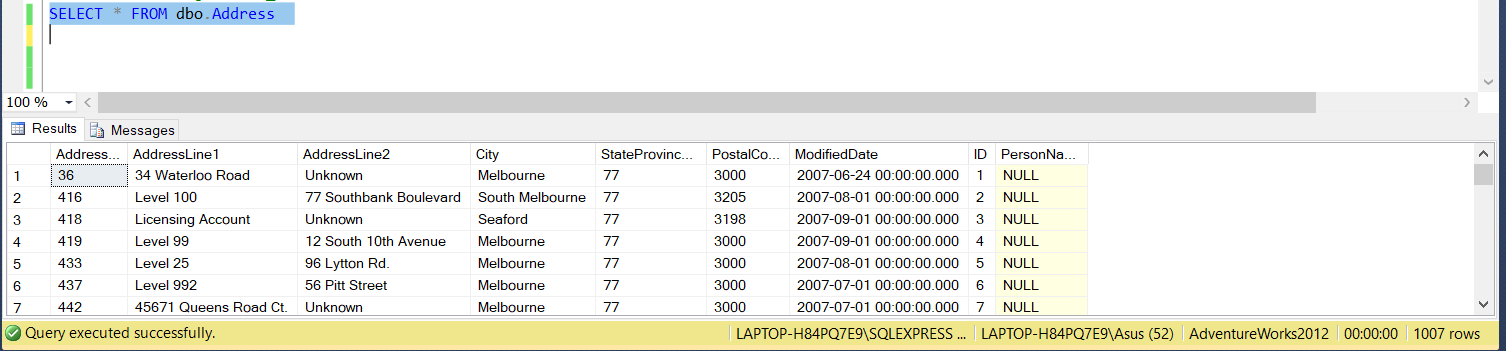 SELECT * FROM dbo.Address
100 %
Results Messages
Address... AddressLine1 AddressLine2 City StateProvinc... PostalCo... ModifiedDate ID PersonNa...
1 36 34 Waterloo Road Unknown Melbourne 77 3000 2007-06-24 00:00:00.000 1 NULL
2 416 Level 100 77 Southbank Boulevard South Melbourne 77 3205 2007-08-01 00:00:00.000 2 NULL
3 418 Licensing Account Unknown Seaford 77 3198 2007-09-01 00:00:00.000 3 NULL
4 419 Level 99 12 South 10th Avenue Melbourne 77 3000 2007-09-01 00:00:00.000 4 NULL
5 433 Level 25 96 Lytton Rd. Melbourne 77 3000 2007-08-01 00:00:00.000 5 NULL
6 437 Level 992 56 Pitt Street Melbourne 77 3000 2007-07-01 00:00:00.000 6 NULL
7 442 45671 Queens Road Ct. Unknown Melbourne 77 3000 2007-07-01 00:00:00.000 7 NULL
Query executed successfully. LAPTOP-H84PQ7E9\SQLEXPRESS ... LAPTOP-H84PQ7E9\Asus (52) AdventureWorks2012 00:00:00 1007 rows